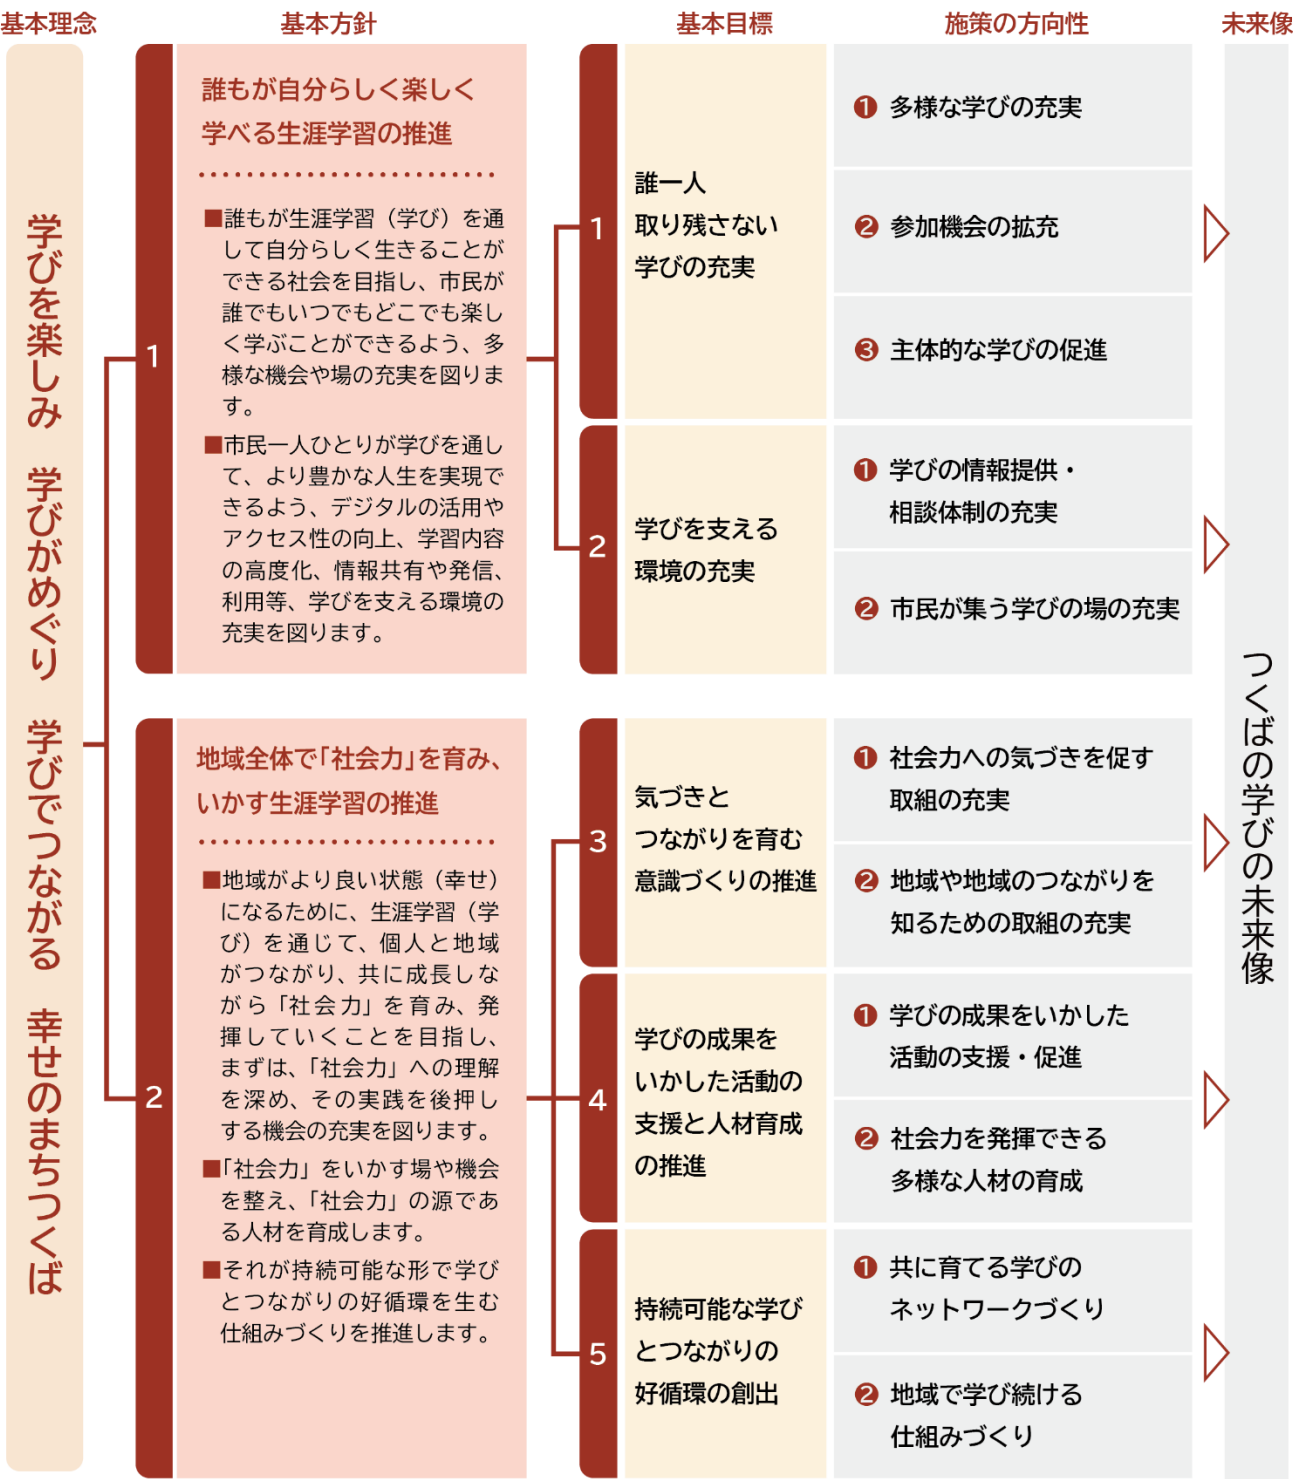 基本理念
基本方針
基本目標
施策の方向性
未来像
学びを楽しみ　学びがめぐり　学びでつながる　幸せのまちつくば
1
誰もが自分らしく楽しく
学べる生涯学習の推進
■誰もが生涯学習（学び）を通
して自分らしく生きることが
できる社会を目指し、市民が
誰でもいつでもどこでも楽し
く学ぶことができるよう、多
様な機会や場の充実を図りま
す。
■市民一人ひとりが学びを通し
て、より豊かな人生を実現で
きるよう、デジタルの活用や
アクセス性の向上、学習内容
の高度化、情報共有や発信、
利用等、学びを支える環境の
充実を図ります。
1
誰一人
取り残さない
学びの充実
❶ 多様な学びの充実
❷ 参加機会の拡充
❸ 主体的な学びの促進
2
学びを支える
環境の充実
❶ 学びの情報提供・
相談体制の充実
❷ 市民が集う学びの場の充実
2
地域全体で「社会力」を育み、
いかす生涯学習の推進
■地域がより良い状態（幸せ）
になるために、生涯学習（学
び）を通じて、個人と地域
がつながり、共に成長しな
がら「社会力」を育み、発
揮していくことを目指し、
まずは、「社会力」への理解
を深め、その実践を後押し
する機会の充実を図ります。
■「社会力」をいかす場や機会
を整え、「社会力」の源であ
る人材を育成します。
■それが持続可能な形で学び
とつながりの好循環を生む
仕組みづくりを推進します。
3
気づきと
つながりを育む
意識づくりの推進
❶ 社会力への気づきを促す
取組の充実
❷ 地域や地域のつながりを
知るための取組の充実
4
学びの成果を
いかした活動の
支援と人材育成
の推進
❶ 学びの成果をいかした
活動の支援・促進
❷ 社会力を発揮できる
多様な人材の育成
5
持続可能な学び
とつながりの
好循環の創出
❶ 共に育てる学びの
ネットワークづくり
❷ 地域で学び続ける
仕組みづくり
つくばの学びの未来像